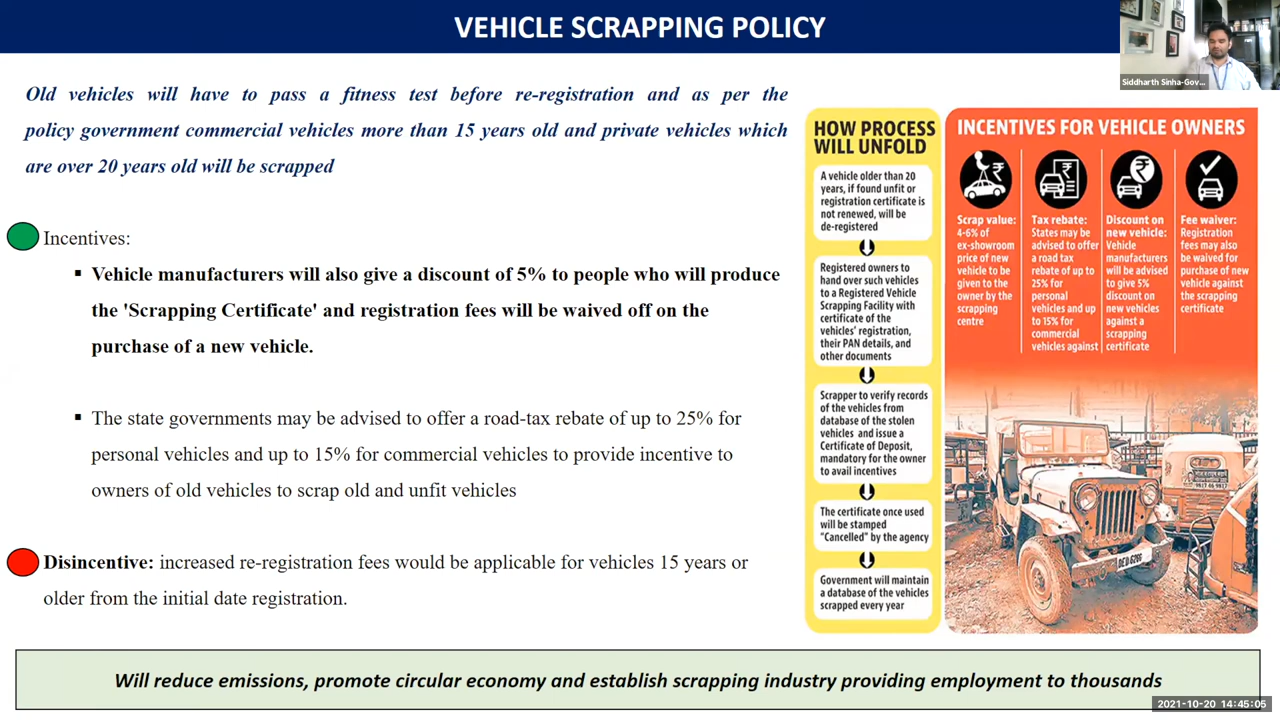 VEHICLE SCRAPPING POLICY
Siddharth Sinha-Gov...
Old vehicles will have to pass a fitness test before re-registration and as per the
policy government commercial vehicles more than 15 years old and private vehicles which
are over 20 years old will be scrapped
Incentives:
▪ Vehicle manufacturers will also give a discount of 5% to people who will produce
the 'Scrapping Certificate' and registration fees will be waived off on the
purchase of a new vehicle.
▪ The state governments may be advised to offer a road-tax rebate of up to 25% for
personal vehicles and up to 15% for commercial vehicles to provide incentive to
owners of old vehicles to scrap old and unfit vehicles
Disincentive: increased re-registration fees would be applicable for vehicles 15 years or
older from the initial date registration.
HOW PROCESS
WILL UNFOLD
A vehicle older than 20
years, if found unfit or
registration certificate is
not renewed, will be
de-registered
Registered owners to
hand over such vehicles
to a Registered Vehicle
Scrapping Facility with
certificate of the
vehicles' registration,
their PAN details, and
other documents
Scrapper to verify records
of the vehicles from
database of the stolen
vehicles and issue a
Certificate of Deposit,
mandatory for the owner
to avail incentives
The certificate once used
will be stamped
"Cancelled" by the agency
Government will maintain
a database of the vehicles
scrapped every year
INCENTIVES FOR VEHICLE OWNERS
₹
₹
₹
Scrap value:
4-6% of
ex-showroom
price of new
vehicle to be
given to the
owner by the
scrapping
centre
Tax rebate:
States may be
advised to offer
a road tax
rebate of up to
25% for
personal
vehicles and up
to 15% for
commercial
vehicles against
Discount on
new vehicle:
Vehicle
manufacturers
will be advised
to give 5%
discount on
new vehicles
against a
scrapping
certificate
Fee waiver:
Registration
fees may also
be waived for
purchase of new
vehicle against
the scrapping
certificate
Will reduce emissions, promote circular economy and establish scrapping industry providing employment to thousands
2021-10-20 14:45:05